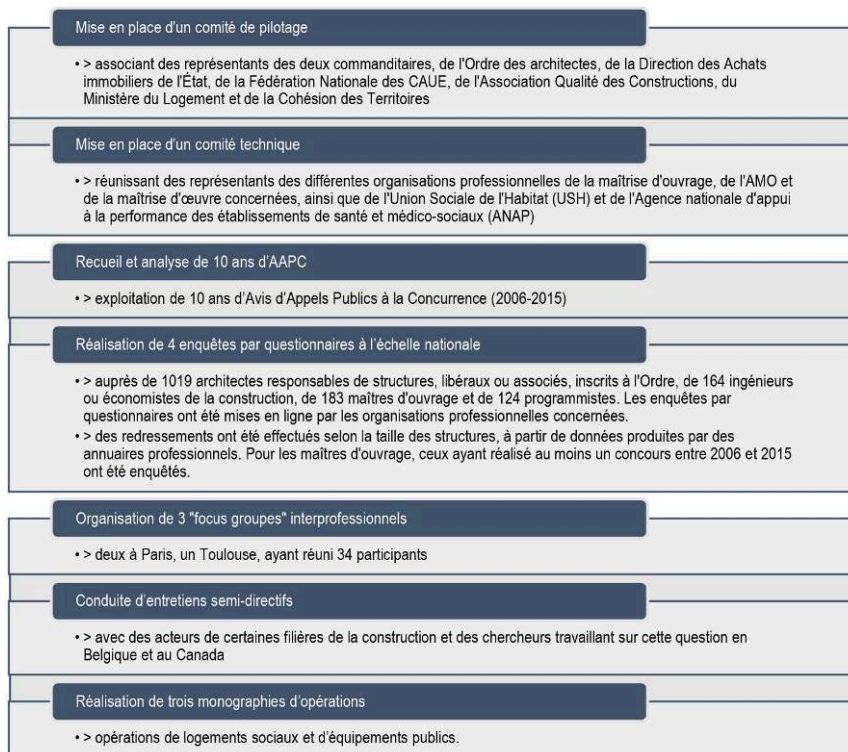 Mise en place d'un comité de pilotage
• > associant des représentants des deux commanditaires, de l'Ordre des architectes, de la Direction des Achats
immobiliers de l'État, de la Fédération Nationale des CAUE, de l'Association Qualité des Constructions, du
Ministère du Logement et de la Cohésion des Territoires
Mise en place d'un comité technique
• > réunissant des représentants des différentes organisations professionnelles de la maîtrise d'ouvrage, de l'AMO et
de la maîtrise d'œuvre concernées, ainsi que de l'Union Sociale de l'Habitat (USH) et de l'Agence nationale d'appui
à la performance des établissements de santé et médico-sociaux (ANAP)
Recueil et analyse de 10 ans d'AAPC
• > exploitation de 10 ans d'Avis d'Appels Publics à la Concurrence (2006-2015)
Réalisation de 4 enquêtes par questionnaires à l'échelle nationale
• > auprès de 1019 architectes responsables de structures, libéraux ou associés, inscrits à l'Ordre, de 164 ingénieurs
ou économistes de la construction, de 183 maîtres d'ouvrage et de 124 programmistes. Les enquêtes par
questionnaires ont été mises en ligne par les organisations professionnelles concernées.
• > des redressements ont été effectués selon la taille des structures, à partir de données produites par des
annuaires professionnels. Pour les maîtres d'ouvrage, ceux ayant réalisé au moins un concours entre 2006 et 2015
ont été enquêtés.
Organisation de 3 "focus groupes" interprofessionnels
• > deux à Paris, un Toulouse, ayant réuni 34 participants
Conduite d'entretiens semi-directifs
• > avec des acteurs de certaines filières de la construction et des chercheurs travaillant sur cette question en
Belgique et au Canada
Réalisation de trois monographies d'opérations
• > opérations de logements sociaux et d'équipements publics.